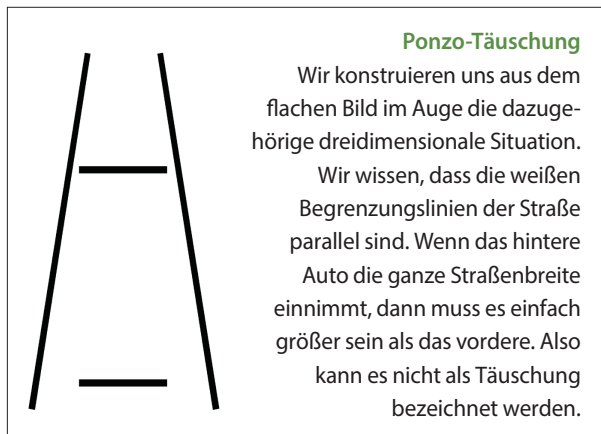 Ponzo-Täuschung
Wir konstruieren uns aus dem
flachen Bild im Auge die dazuge-
hörige dreidimensionale Situation.
Wir wissen, dass die weißen
Begrenzungslinien der Straße
parallel sind. Wenn das hintere
Auto die ganze Straßenbreite
einnimmt, dann muss es einfach
größer sein als das vordere. Also
kann es nicht als Täuschung
bezeichnet werden.